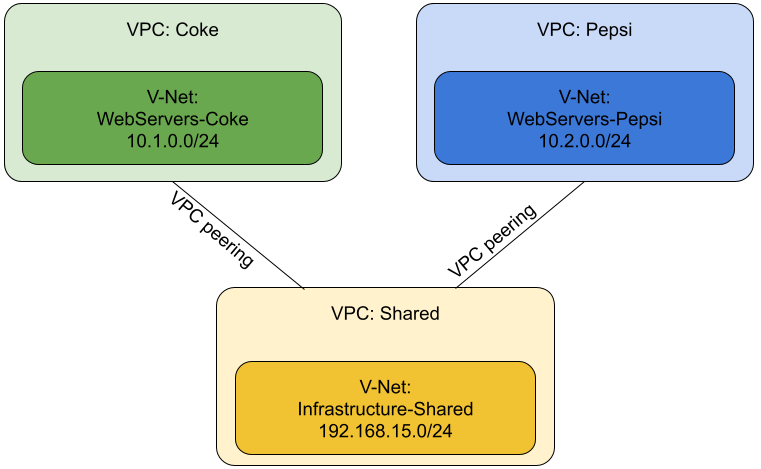 VPC: Coke
V-Net:
WebServers-Coke
10.1.0.0/24
VPC: Pepsi
V-Net:
WebServers-Pepsi
10.2.0.0/24
VPC peering
VPC peering
VPC: Shared
V-Net:
Infrastructure-Shared
192.168.15.0/24